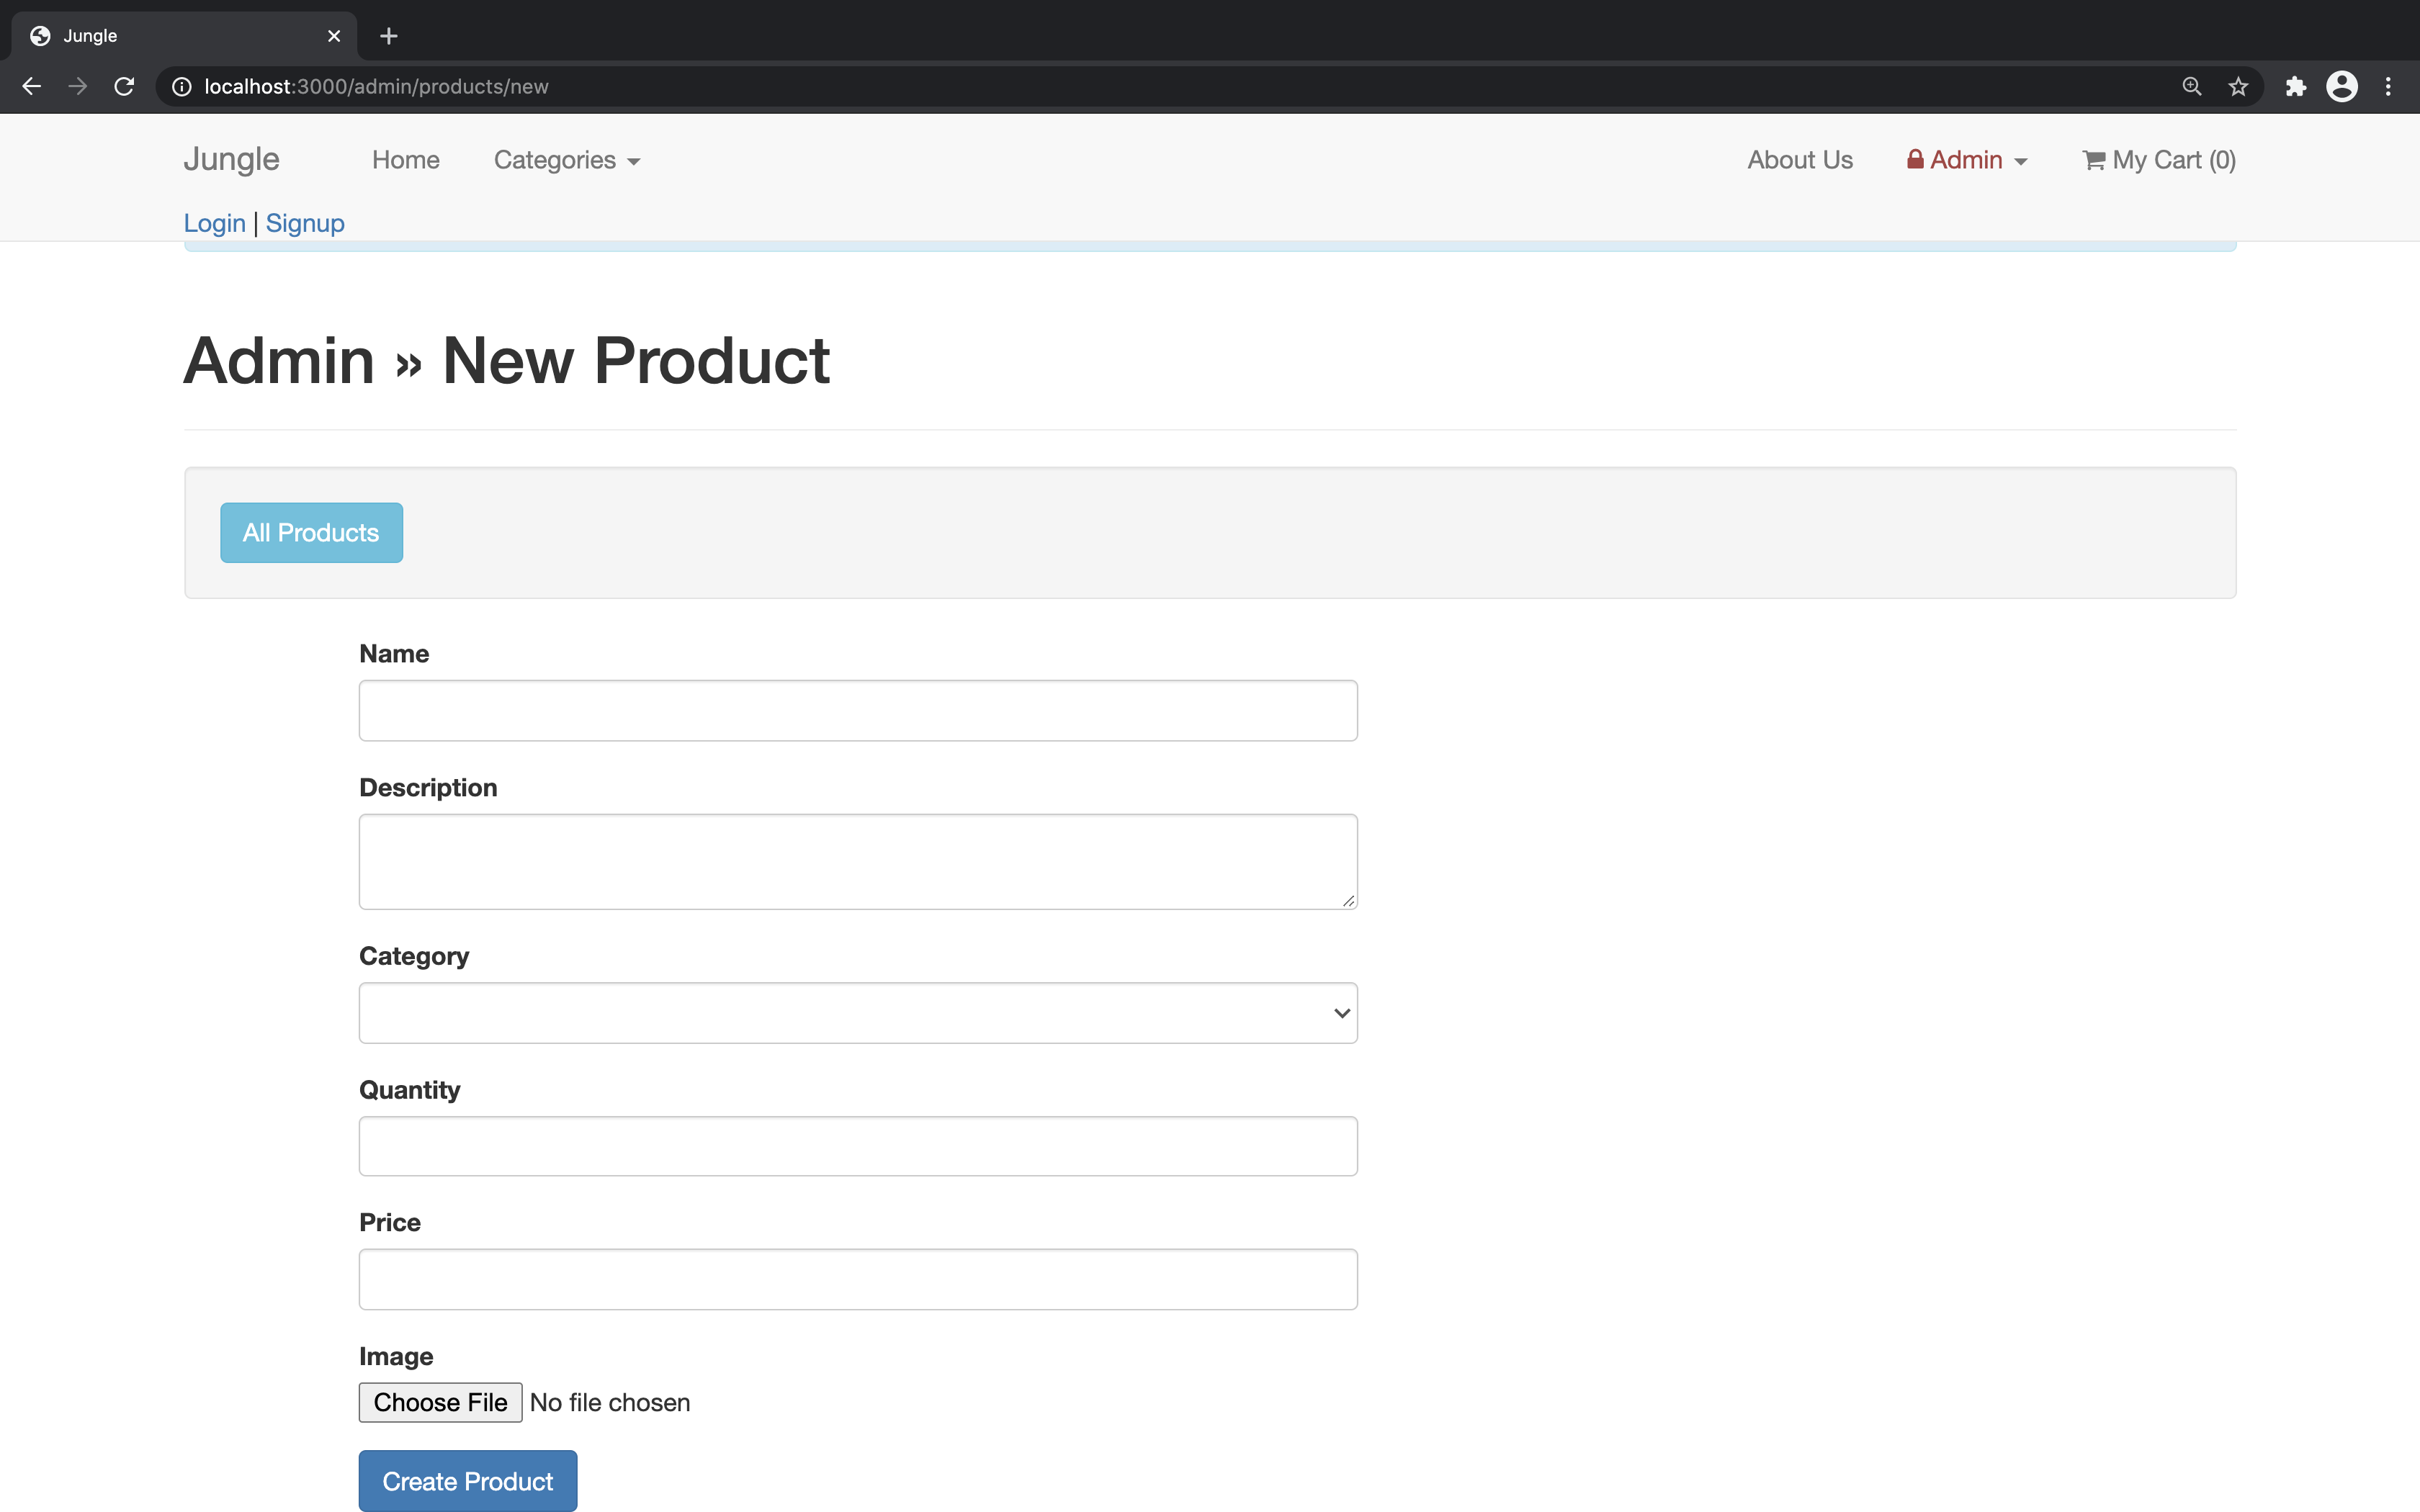 Jungle
localhost:3000/admin/products/new
Jungle Home Categories About Us Admin My Cart (0)
Login | Signup
Admin » New Product
All Products
Name
Description
Category
Quantity
Price
Image
Choose File No file chosen
Create Product